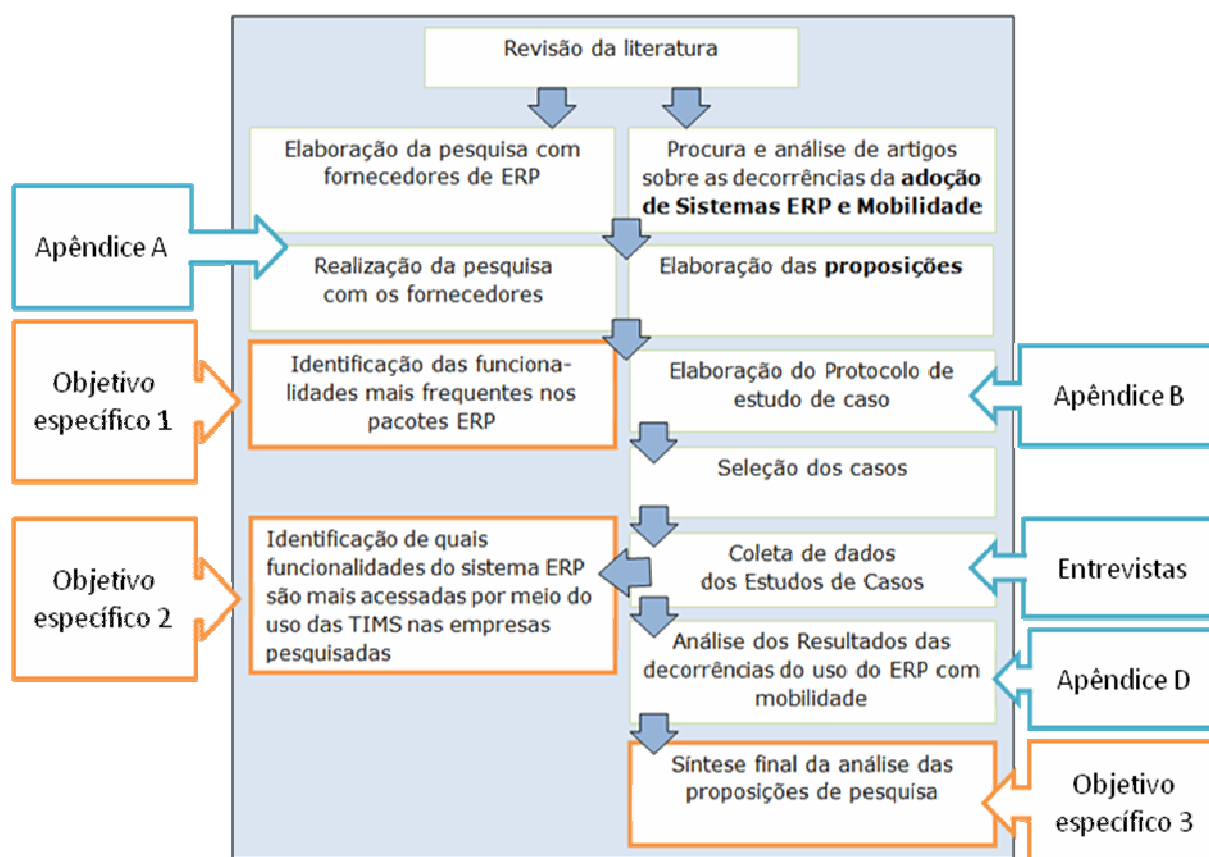 Revisão da literatura
Elaboração da pesquisa com
fornecedores de ERP
Procura e análise de artigos
sobre as decorrências da adoção
de Sistemas ERP e Mobilidade
Apêndice A
Realização da pesquisa
com os fornecedores
Elaboração das proposições
Objetivo
específico 1
Identificação das funciona-
lidades mais frequentes nos
pacotes ERP
Elaboração do Protocolo de
estudo de caso
Apêndice B
Seleção dos casos
Objetivo
específico 2
Identificação de quais
funcionalidades do sistema ERP
são mais acessadas por meio do
uso das TIMS nas empresas
pesquisadas
Coleta de dados
dos Estudos de Casos
Entrevistas
Análise dos Resultados das
decorrências do uso do ERP com
mobilidade
Apêndice D
Síntese final da análise das
proposições de pesquisa
Objetivo
específico 3